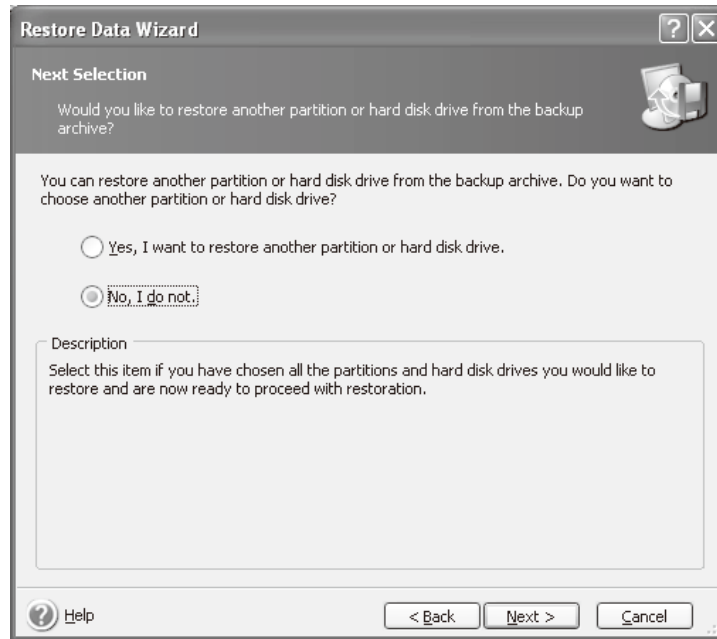 Restore Data Wizard
Next Selection
Would you like to restore another partition or hard disk drive from the backup
archive?
You can restore another partition or hard disk drive from the backup archive. Do you want to
choose another partition or hard disk drive?
Yes, I want to restore another partition or hard disk drive.
No, I do not.
Description
Select this item if you have chosen all the partitions and hard disk drives you would like to
restore and are now ready to proceed with restoration.
Help
< Back
Next >
Cancel